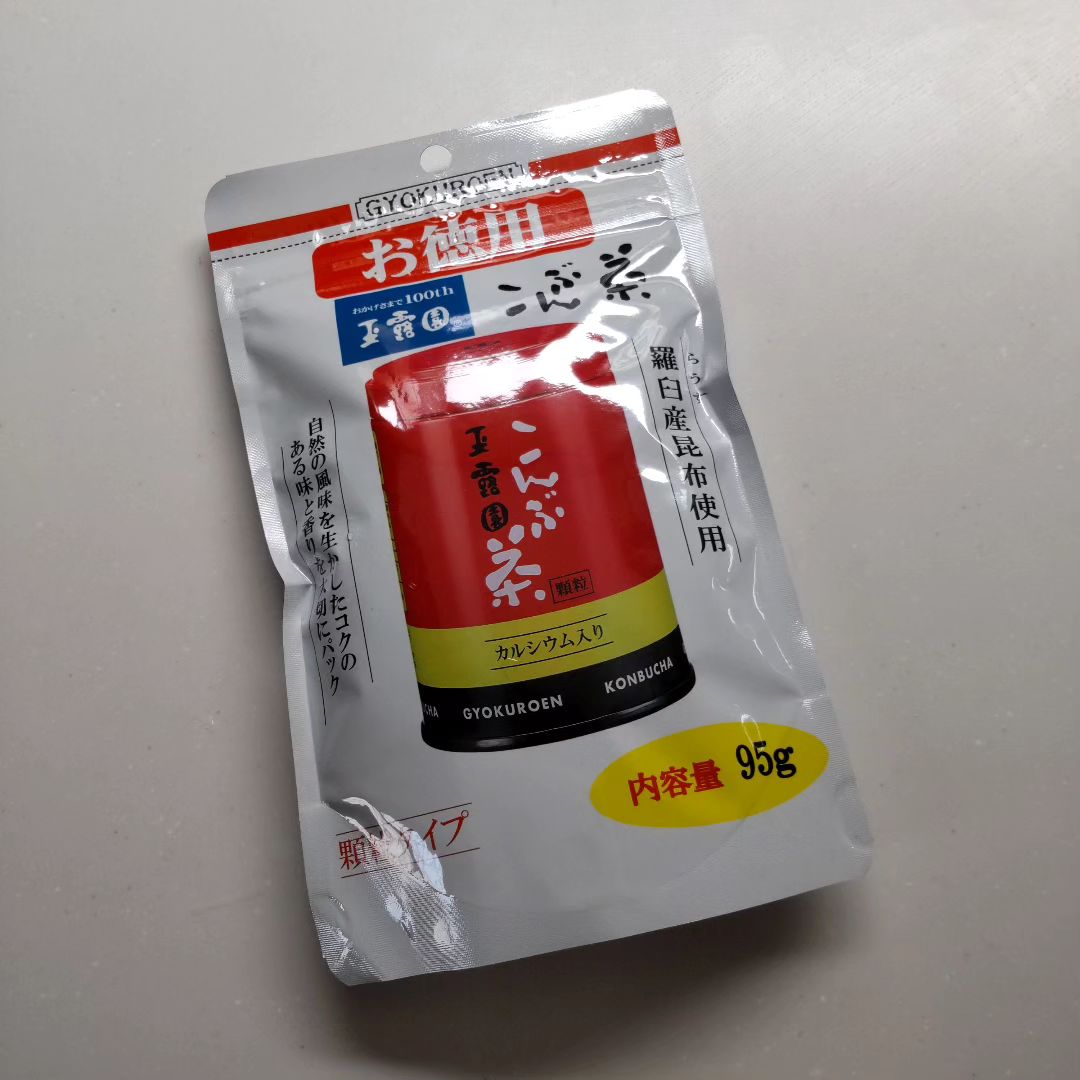 GYOKUROEN
お徳用
おかげさまで100th
玉露園
こんぶ茶
らうす
羅臼産昆布使用
自然の風味を生かしたコクの
ある味と香りを大切にパック
こんぶ茶
玉露園
顆粒
カルシウム入り
GYOKUROEN
KONBUCHA
内容量 95g
顆粒タイプ